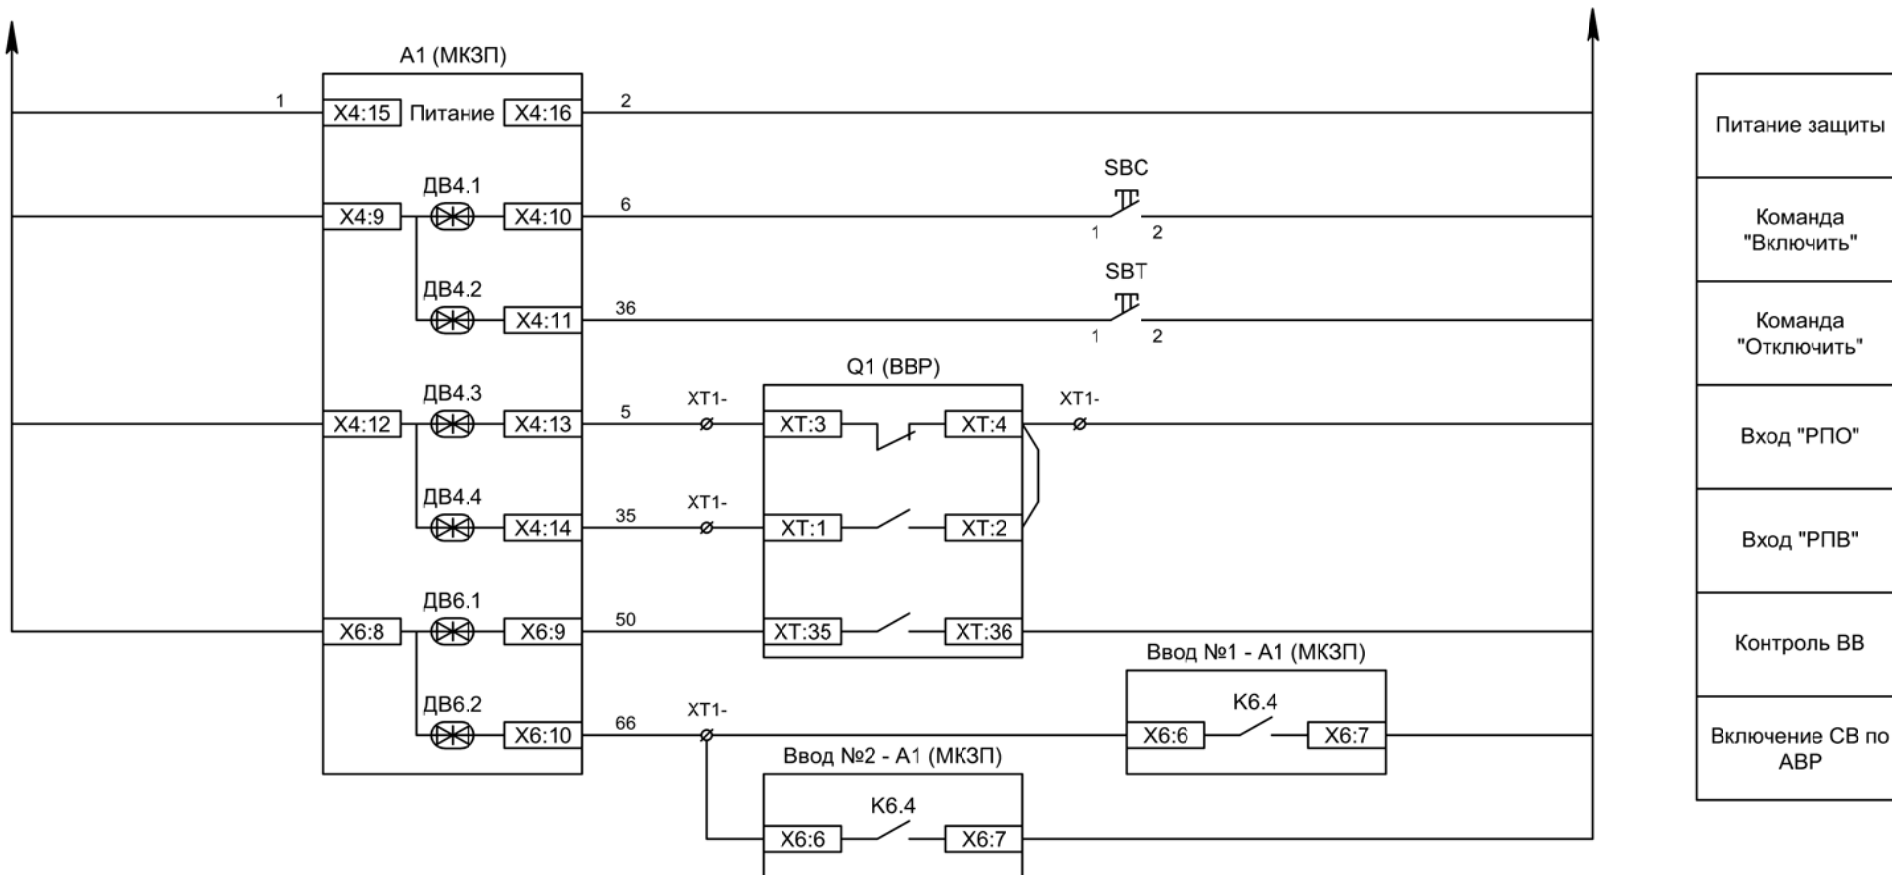 А1 (МКЗП)
1
X4:15
Питание
X4:16
2
Питание защиты
ДВ4.1
SBC
X4:9
X4:10
6
1
2
Команда
"Включить"
ДВ4.2
SBT
X4:11
36
1
2
Команда
"Отключить"
Q1 (ВВР)
ДВ4.3
X4:12
X4:13
5
XT1-
XT:3
XT:4
XT1-
Вход "РПО"
ДВ4.4
X4:14
35
XT1-
XT:1
XT:2
Вход "РПВ"
ДВ6.1
X6:8
X6:9
50
XT:35
XT:36
Контроль ВВ
Ввод №1 - А1 (МКЗП)
ДВ6.2
X6:10
66
XT1-
K6.4
X6:6
X6:7
Включение СВ по
АВР
Ввод №2 - А1 (МКЗП)
K6.4
X6:6
X6:7